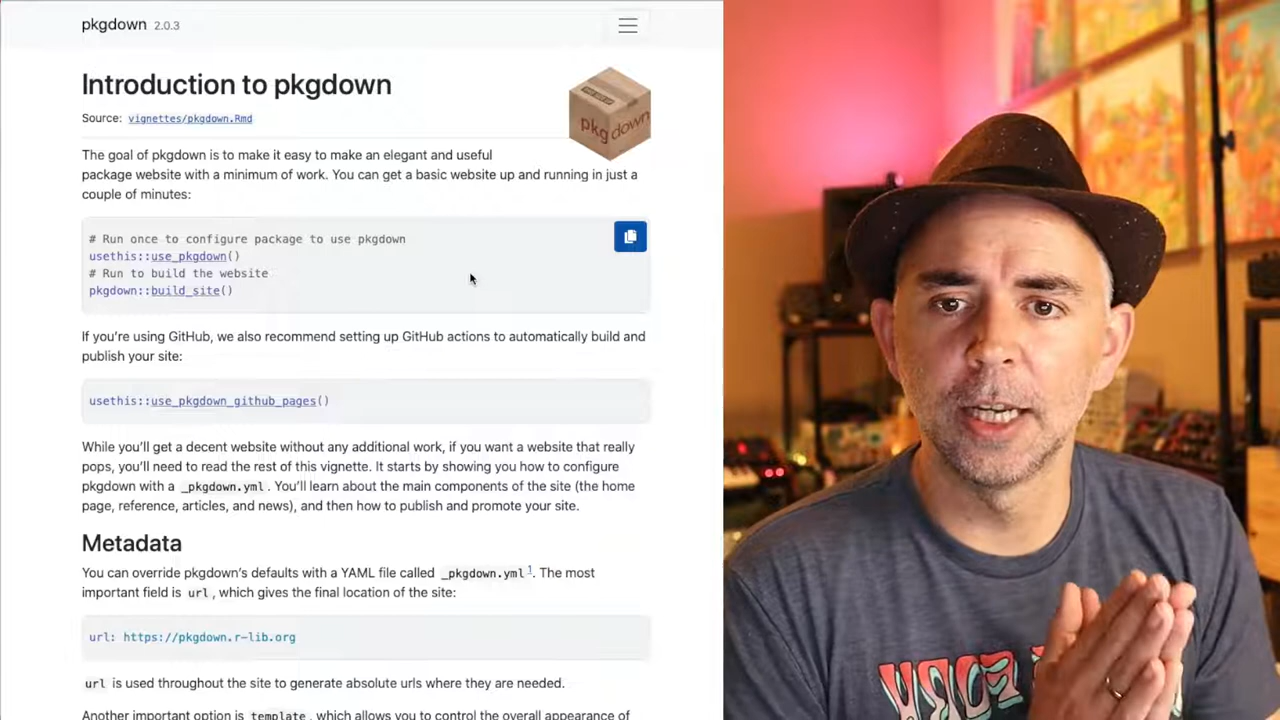 pkgdown 2.0.3
Introduction to pkgdown
Source: vignettes/pkgdown.Rmd
pkgdown
The goal of pkgdown is to make it easy to make an elegant and useful
package website with a minimum of work. You can get a basic website up and running in just a
couple of minutes:
# Run once to configure package to use pkgdown
usethis::use_pkgdown()
# Run to build the website
pkgdown::build_site()
If you’re using GitHub, we also recommend setting up GitHub actions to automatically build and
publish your site:
usethis::use_pkgdown_github_pages()
While you’ll get a decent website without any additional work, if you want a website that really
pops, you’ll need to read the rest of this vignette. It starts by showing you how to configure
pkgdown with a _pkgdown.yml. You’ll learn about the main components of the site (the home
page, reference, articles, and news), and then how to publish and promote your site.
Metadata
You can override pkgdown’s defaults with a YAML file called _pkgdown.yml1. The most
important field is url, which gives the final location of the site:
url: https://pkgdown.r-lib.org
url is used throughout the site to generate absolute urls where they are needed.
Another important option is template, which allows you to control the overall appearance of